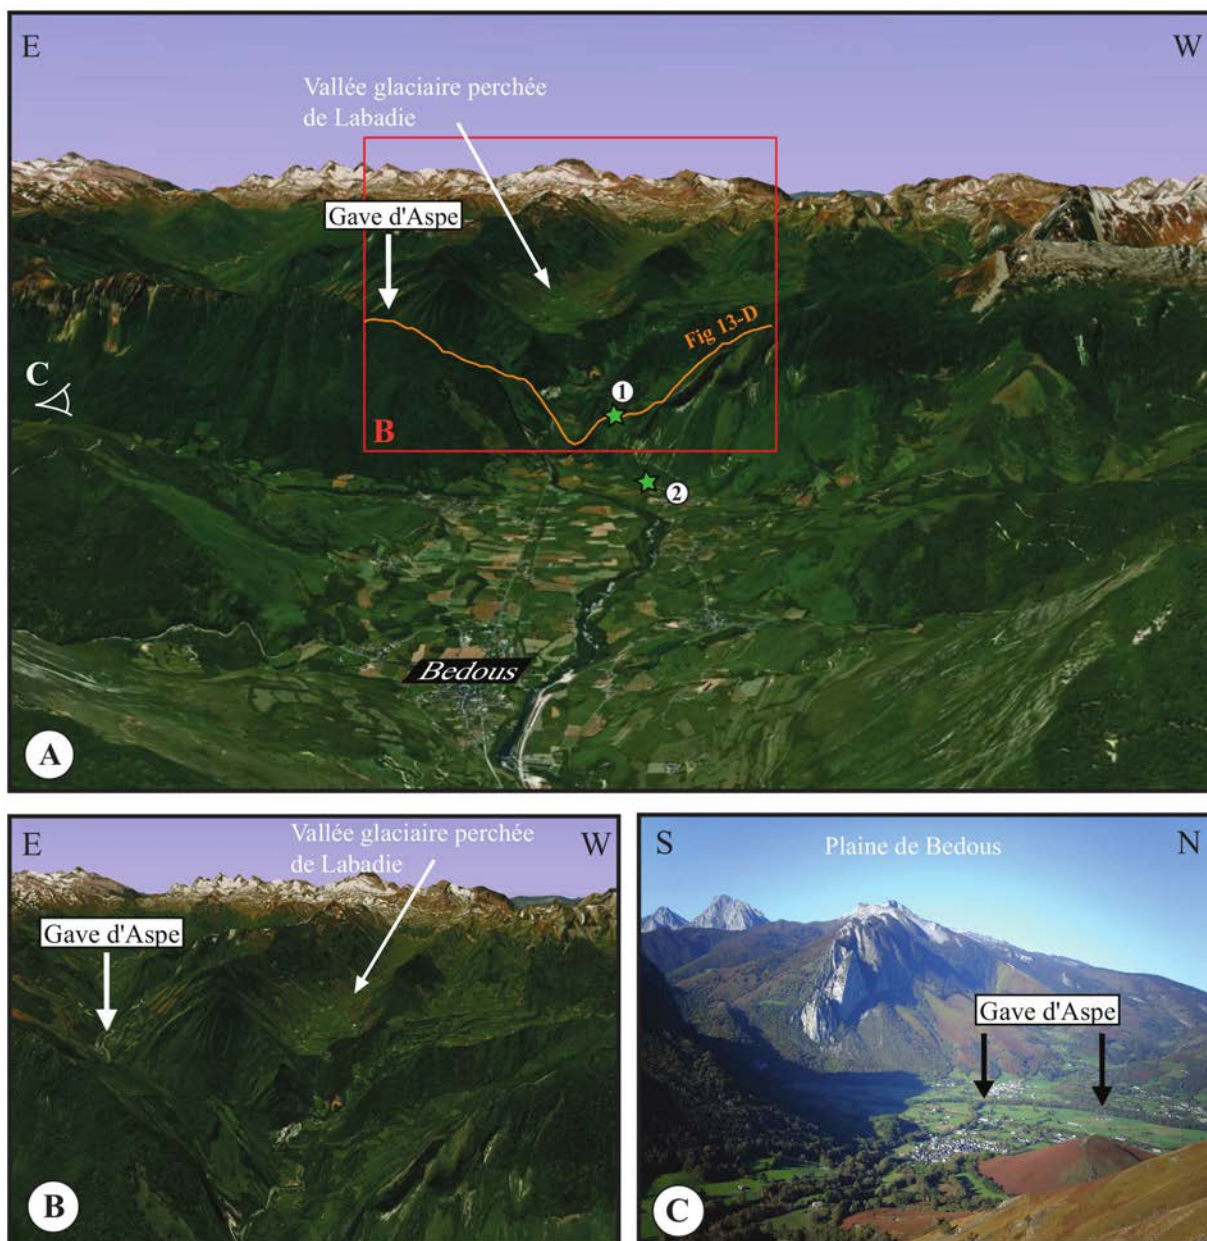 E
W
Vallée glaciaire perchée
de Labadie
Gave d'Aspe
Fig 13-D
C
1
B
2
Bedous
A
E
Vallée glaciaire perchée
de Labadie
W
Gave d'Aspe
B
S
Plaine de Bedous
N
Gave d'Aspe
C